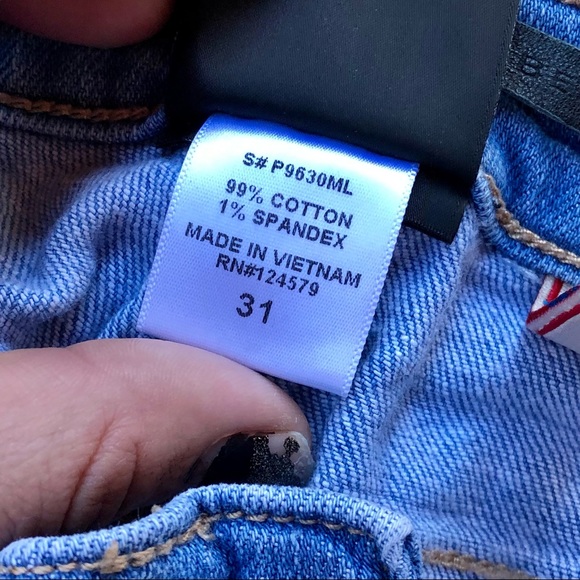 S# P9630ML
99% COTTON
1% SPANDEX
MADE IN VIETNAM
RN#124579
31